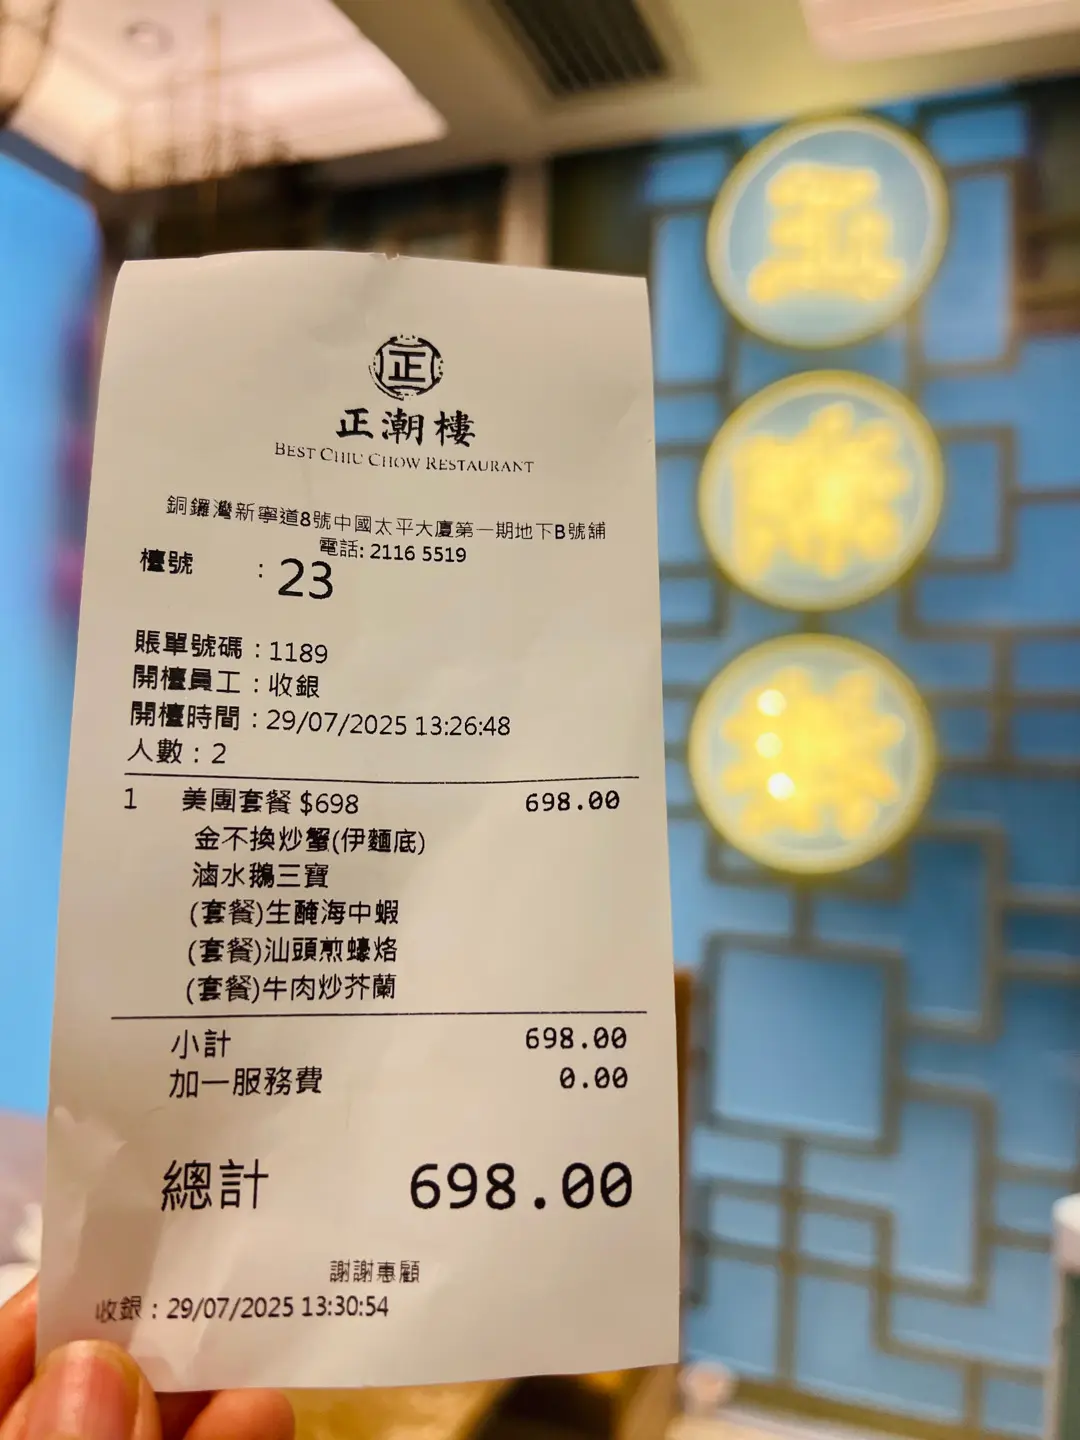 正
正潮樓
BEST CHIU CHOW RESTAURANT
銅鑼灣新寧道8號中國太平大廈第一期地下B號舖
電話: 2116 5519
檯號 : 23
賬單號碼 : 1189
開檯員工 : 收銀
開檯時間 : 29/07/2025 13:26:48
人數 : 2
1 美團套餐 $698 698.00
金不換炒蟹(伊麵底)
滷水鵝三寶
(套餐)生醃海中蝦
(套餐)汕頭煎蠔烙
(套餐)牛肉炒芥蘭
小計 698.00
加一服務費 0.00
總計 698.00
謝謝惠顧
收銀 : 29/07/2025 13:30:54